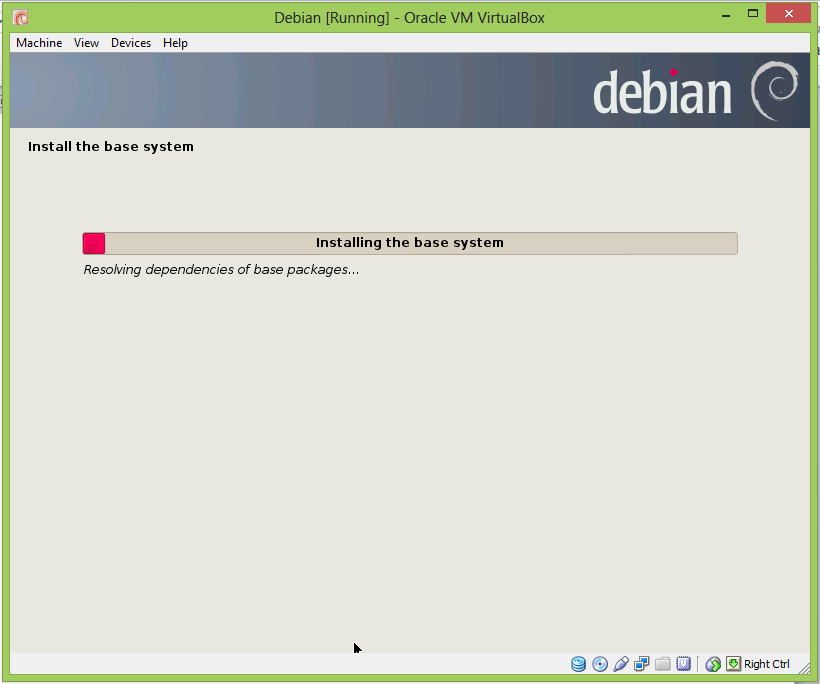 Debian [Running] - Oracle VM VirtualBox
Machine View Devices Help
debian
Install the base system
Installing the base system
Resolving dependencies of base packages...
Right Ctrl